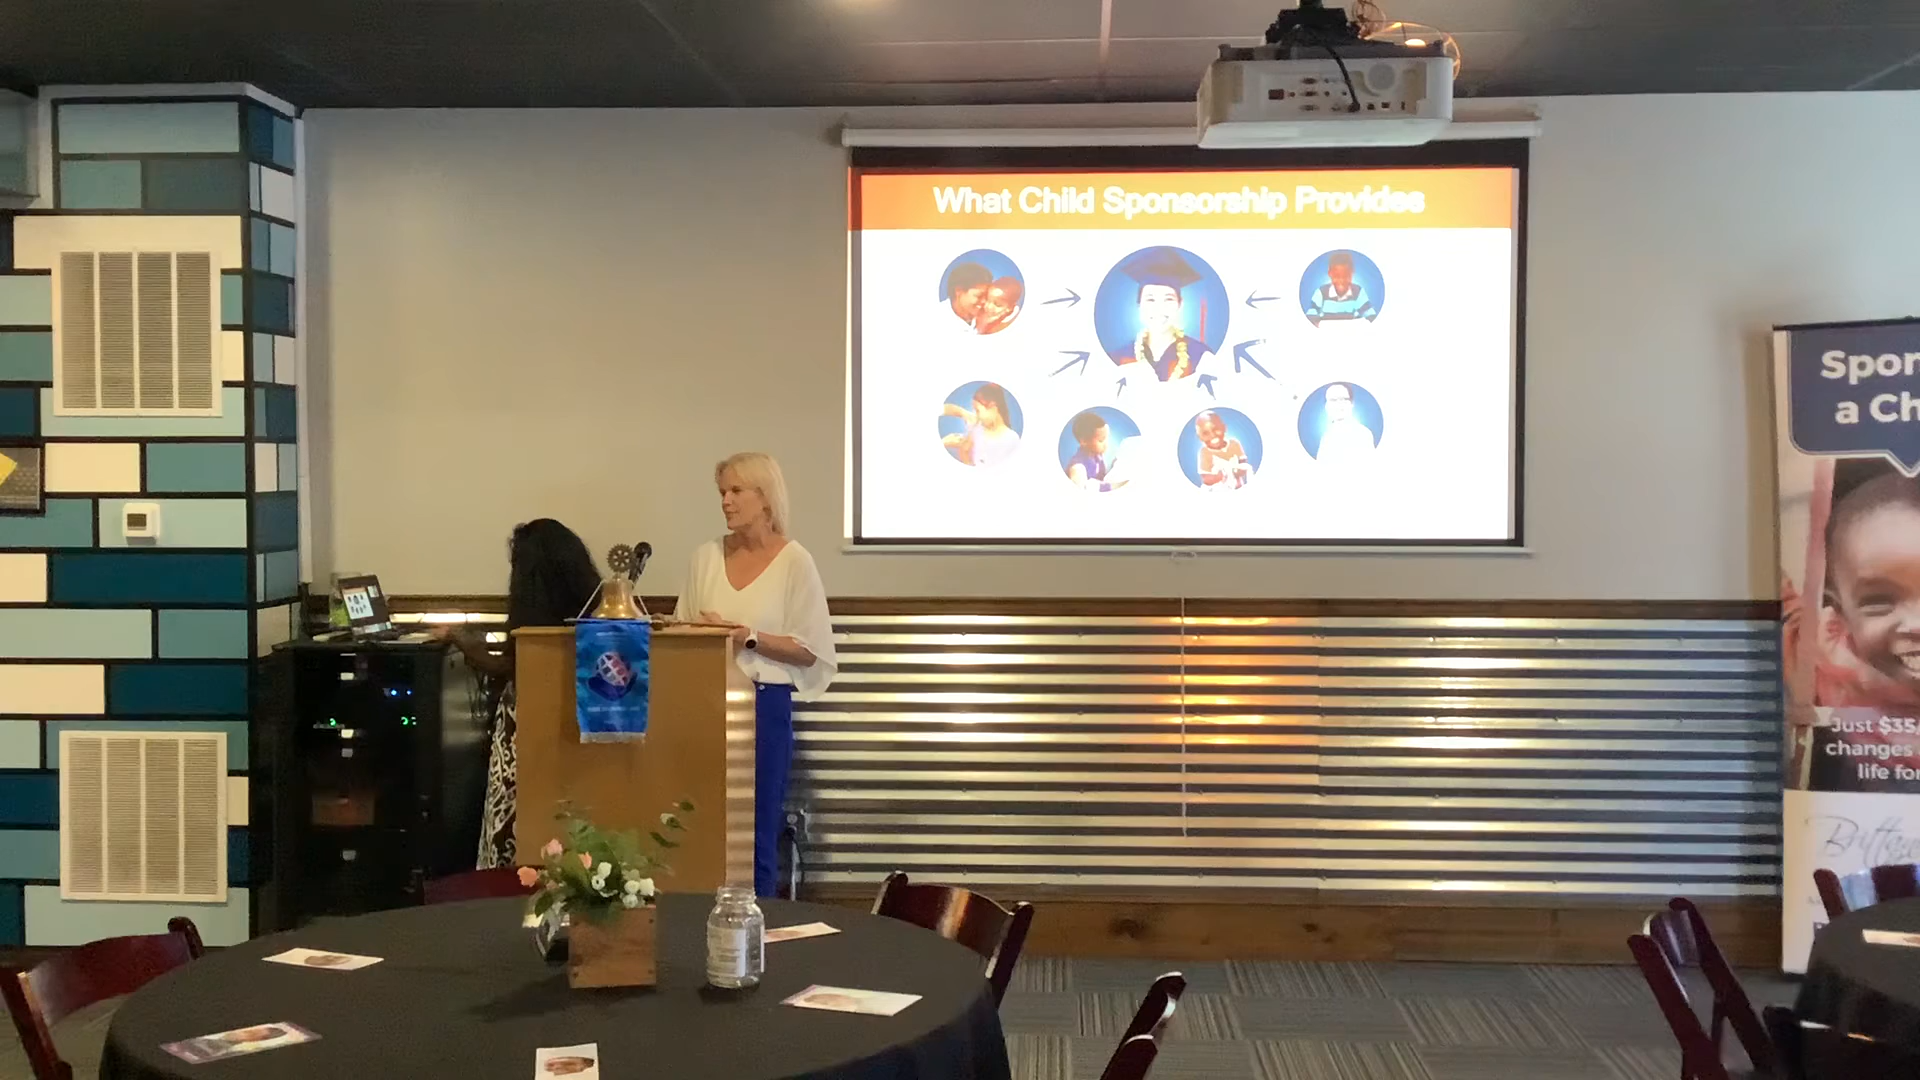 What Child Sponsorship Provides
Spon
a Ch
Just $35/
changes
life for